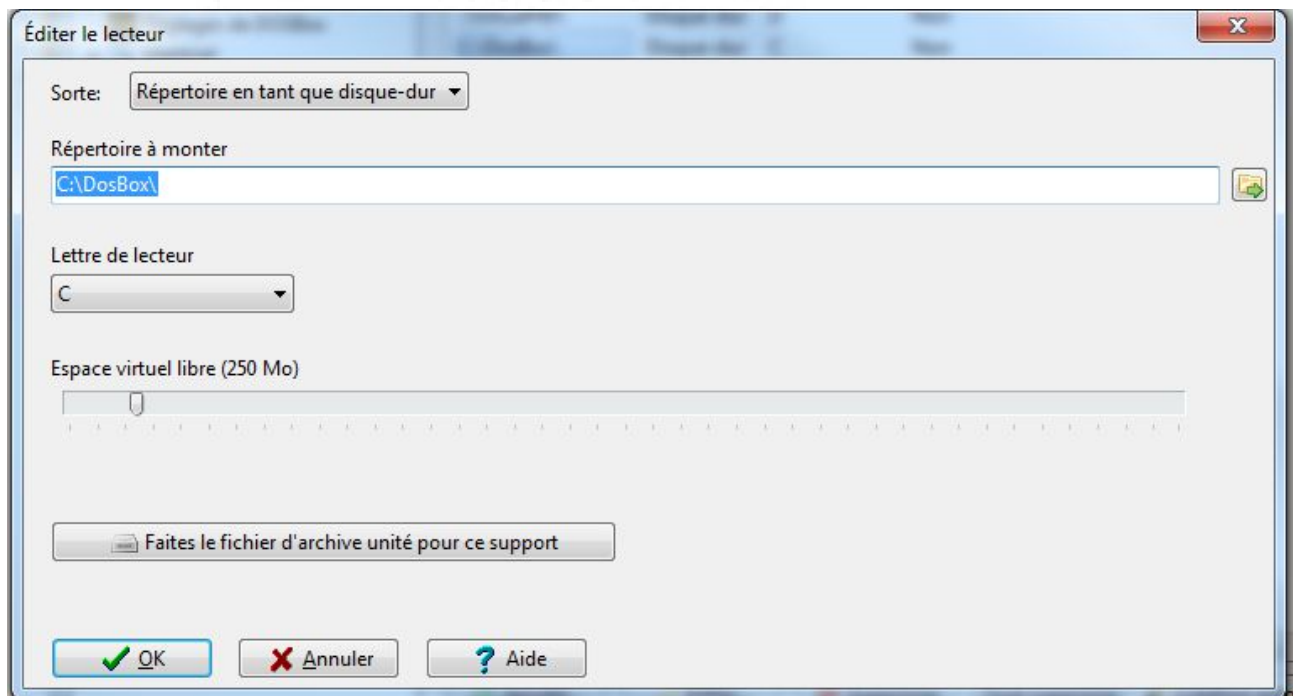 Éditer le lecteur
Sorte: Répertoire en tant que disque-dur
Répertoire à monter
C:\DosBox\
Lettre de lecteur
C
Espace virtuel libre (250 Mo)
Faites le fichier d'archive unité pour ce support
OK Annuler Aide